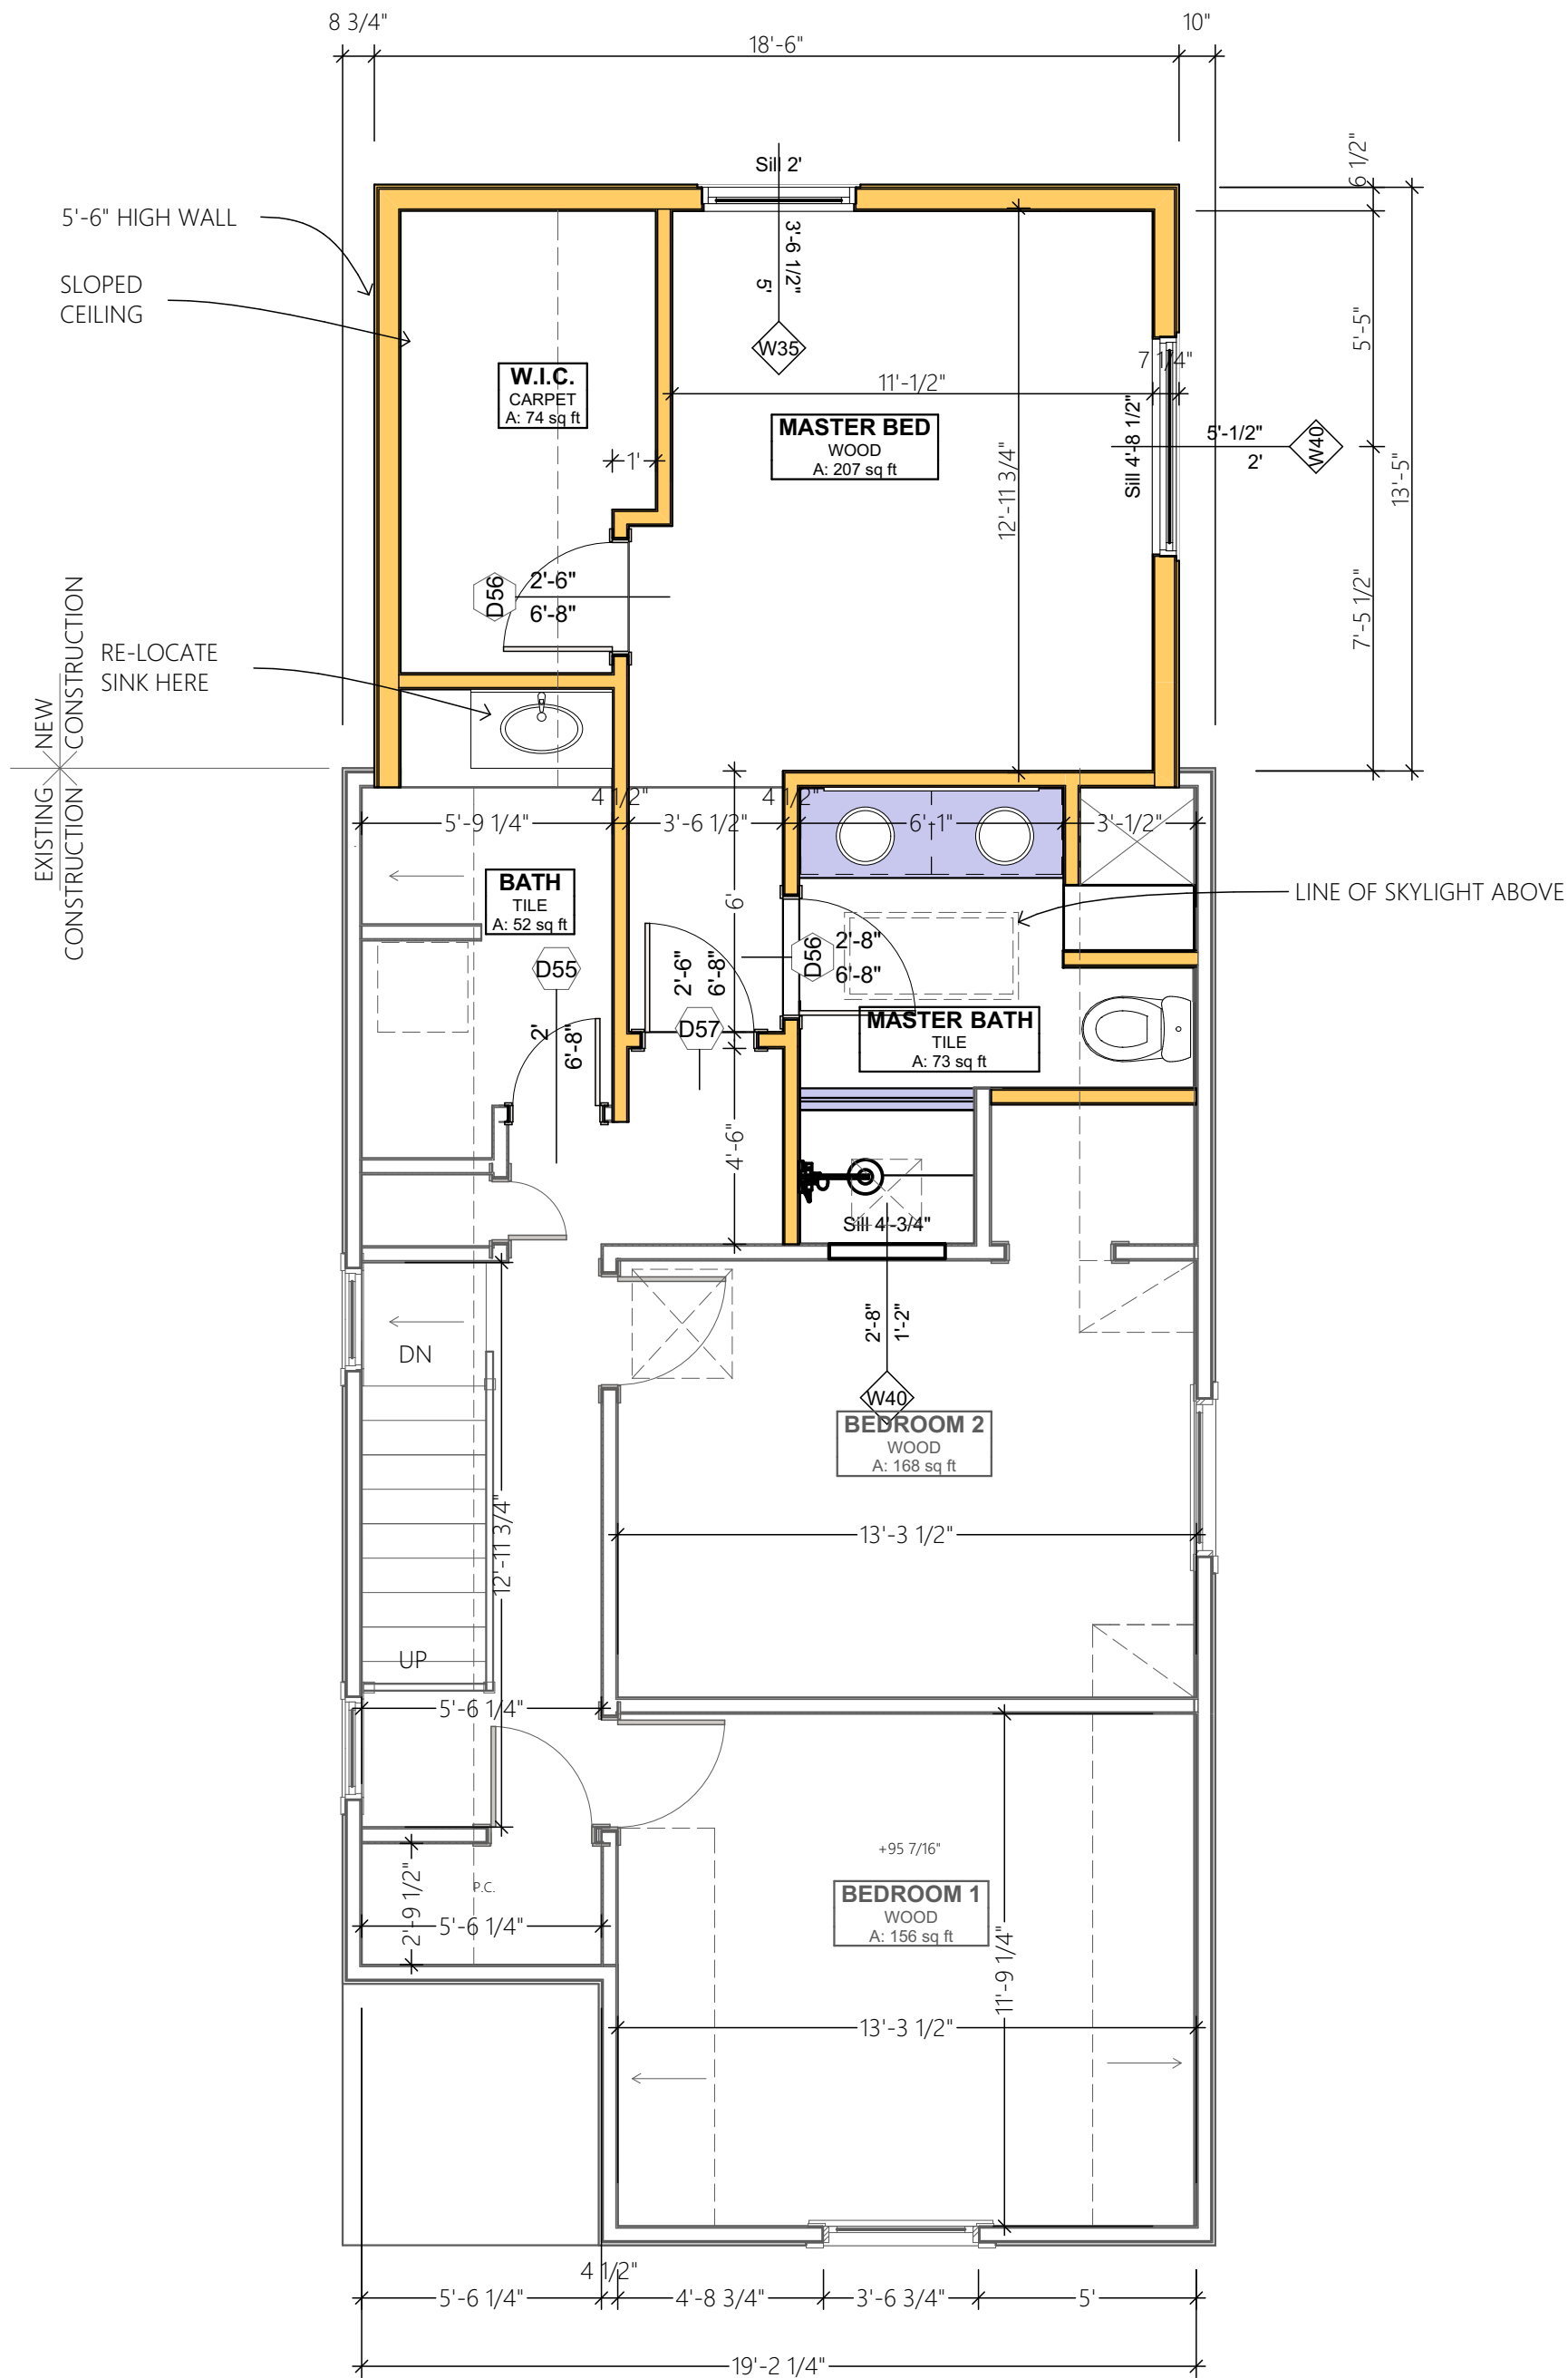 8 3/4"
18'-6"
10"
Sill 2'
6 1/2"
5'-6" HIGH WALL
3'-6 1/2"
5'
SLOPED
CEILING
W35
5'-5"
7 1/4"
W.I.C.
CARPET
A: 74 sq ft
11'-1/2"
MASTER BED
WOOD
A: 207 sq ft
Sill 4'-8 1/2"
5'-1/2"
2'
W40
1'
12'-11 3/4"
13'-5"
D56
2'-6"
6'-8"
7'-5 1/2"
RE-LOCATE
SINK HERE
NEW
CONSTRUCTION
EXISTING
CONSTRUCTION
4 1/2"
4 1/2"
5'-9 1/4"
3'-6 1/2"
6'-1"
3'-1/2"
BATH
TILE
A: 52 sq ft
6'
LINE OF SKYLIGHT ABOVE
D55
2'-6"
6'-8"
D56
2'-8"
6'-8"
2'
6'-8"
D57
MASTER BATH
TILE
A: 73 sq ft
4'-6"
Sill 4'-3/4"
2'-8"
1'-2"
DN
W40
BEDROOM 2
WOOD
A: 168 sq ft
12'-11 3/4"
13'-3 1/2"
UP
5'-6 1/4"
+95 7/16"
P.C.
2'-9 1/2"
5'-6 1/4"
BEDROOM 1
WOOD
A: 156 sq ft
11'-9 1/4"
13'-3 1/2"
4 1/2"
5'-6 1/4"
4'-8 3/4"
3'-6 3/4"
5'
19'-2 1/4"